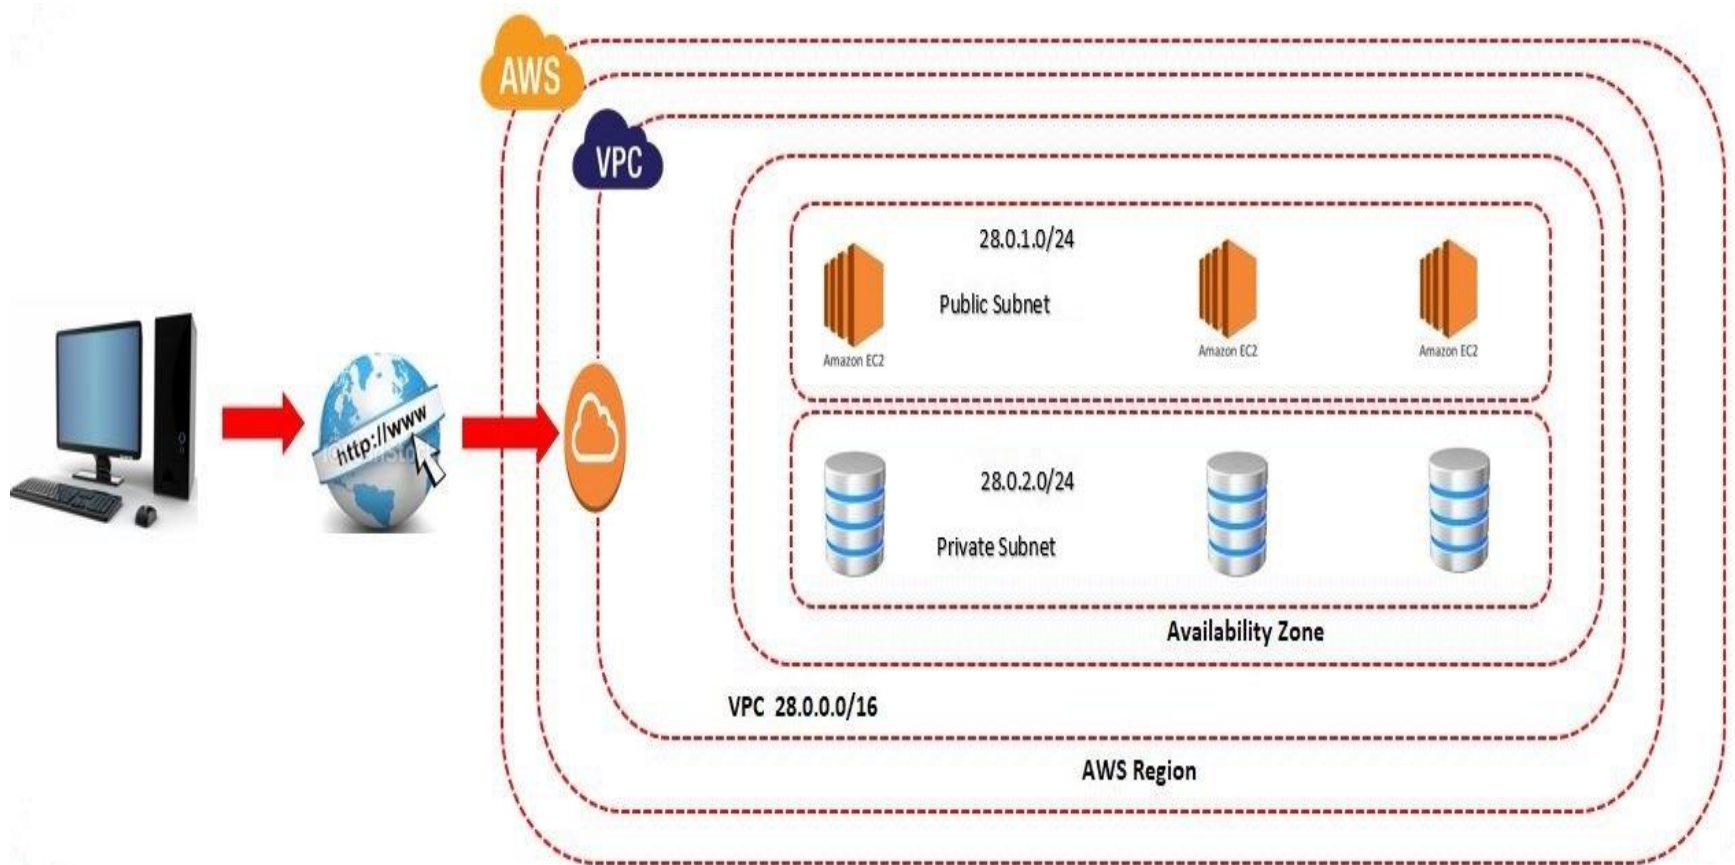 AWS
VPC
28.0.1.0/24
Public Subnet
Amazon EC2
Amazon EC2
Amazon EC2
http://www
28.0.2.0/24
Private Subnet
Availability Zone
VPC 28.0.0.0/16
AWS Region